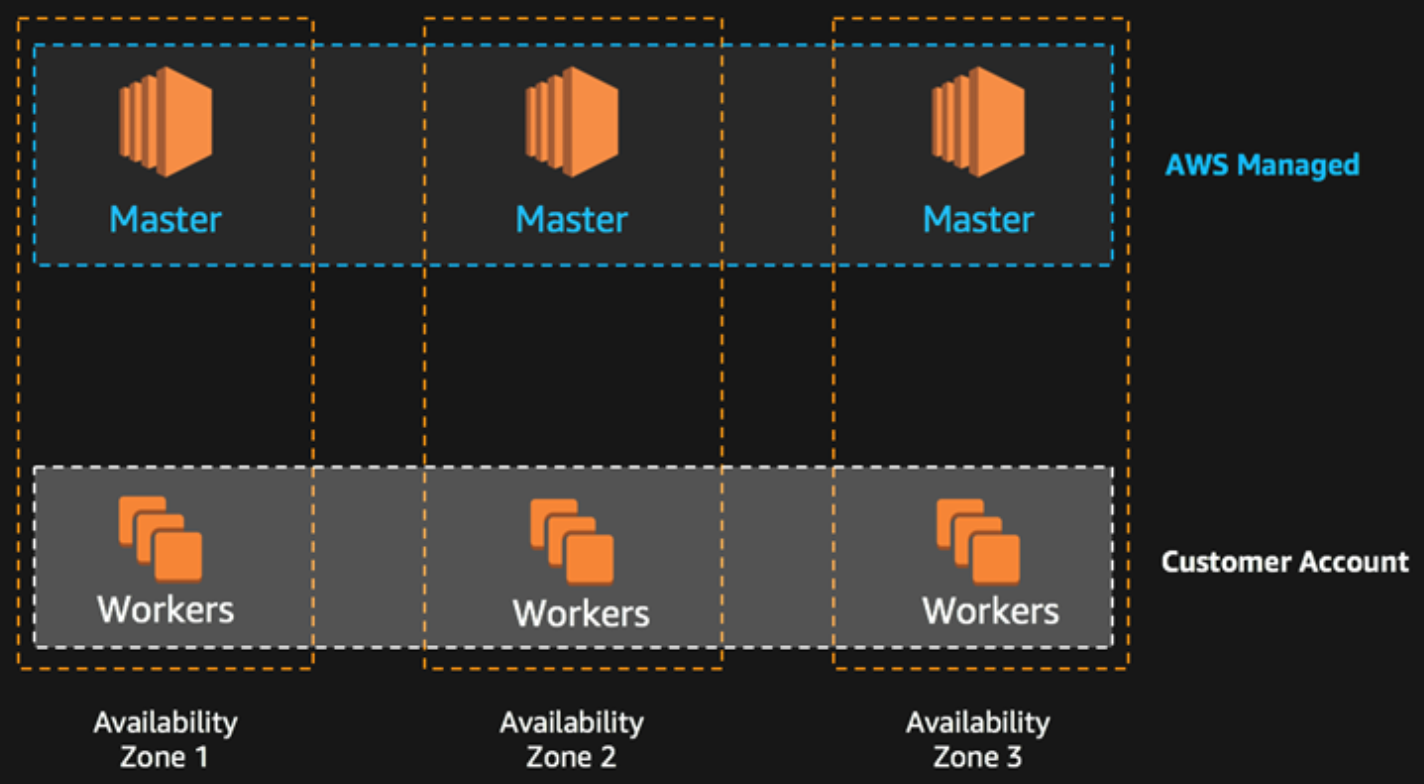 Master
Master
Master
AWS Managed
Workers
Workers
Workers
Customer Account
Availability
Zone 1
Availability
Zone 2
Availability
Zone 3